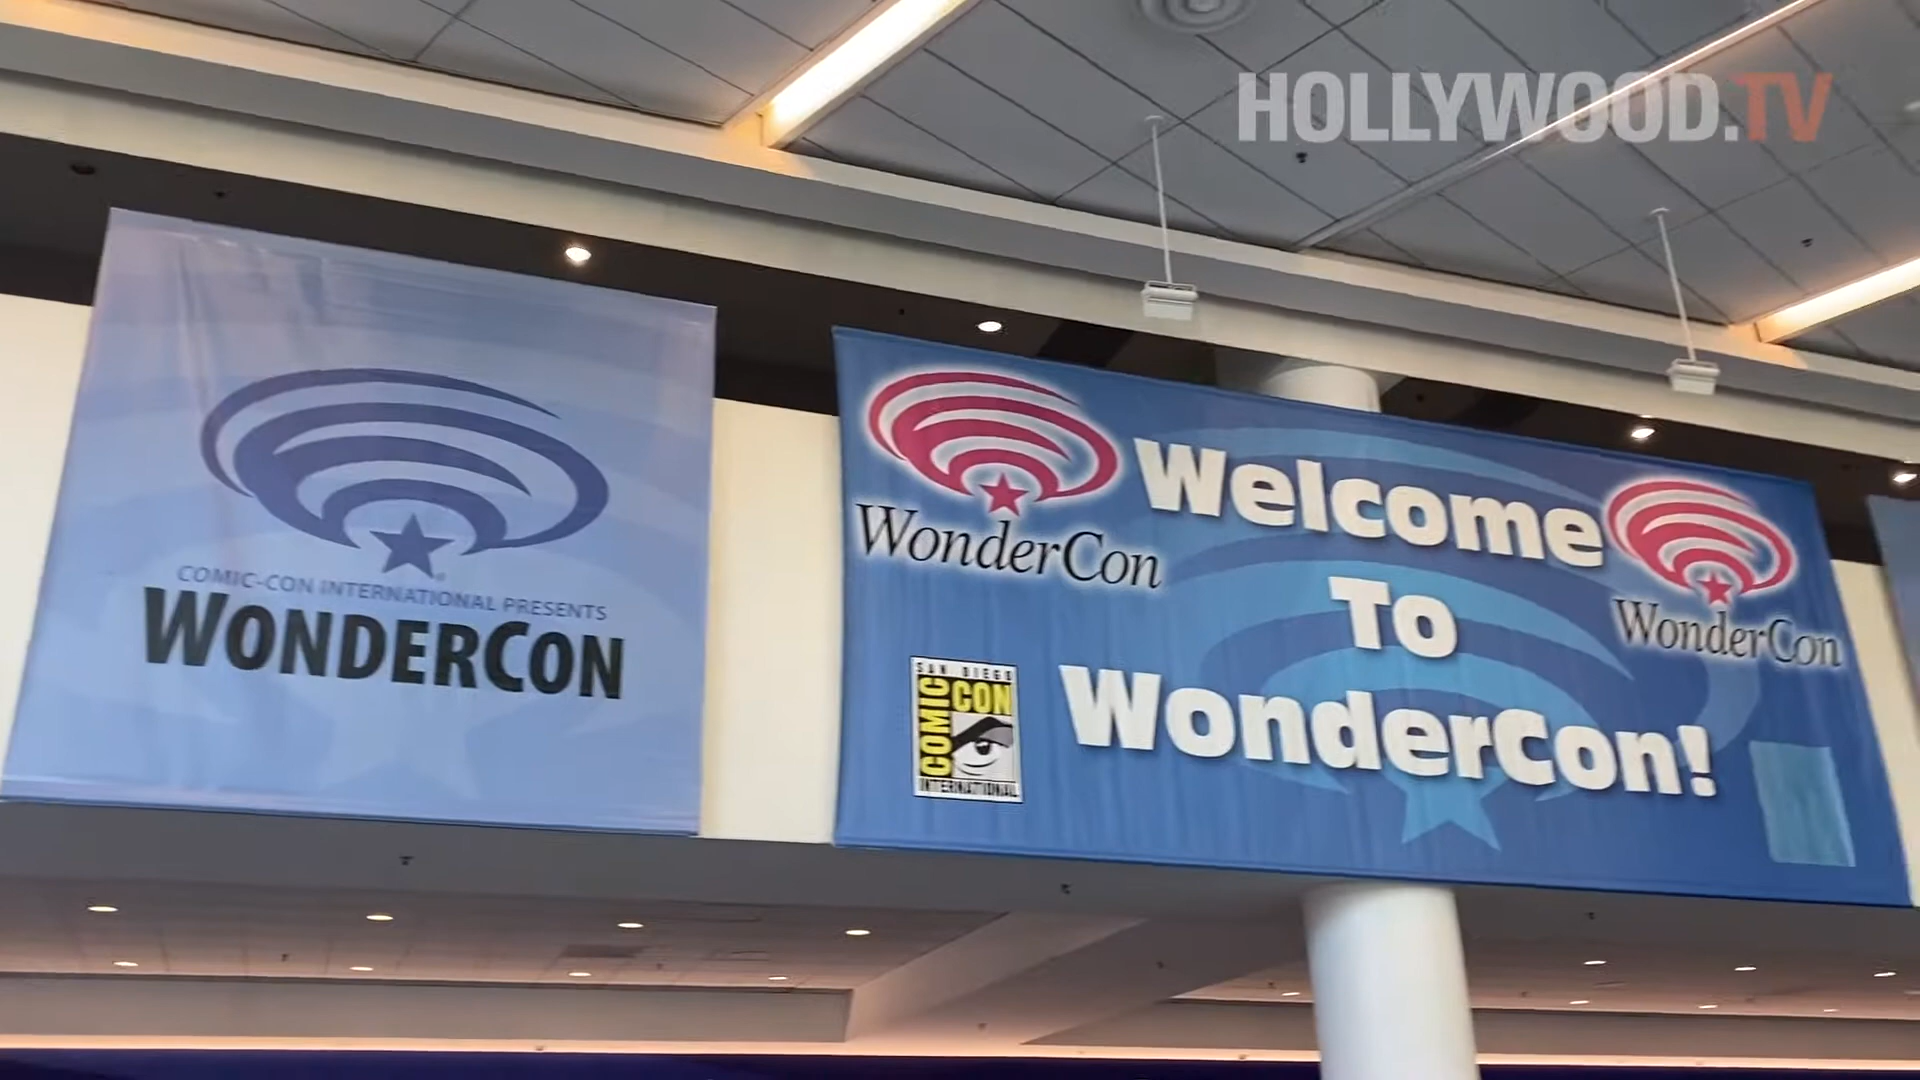 HOLLYWOOD.TV
COMIC-CON INTERNATIONAL PRESENTS
WONDERCON
WonderCon
Welcome
To
WonderCon!
WonderCon
SAN DIEGO
COMIC
CON
INTERNATIONAL